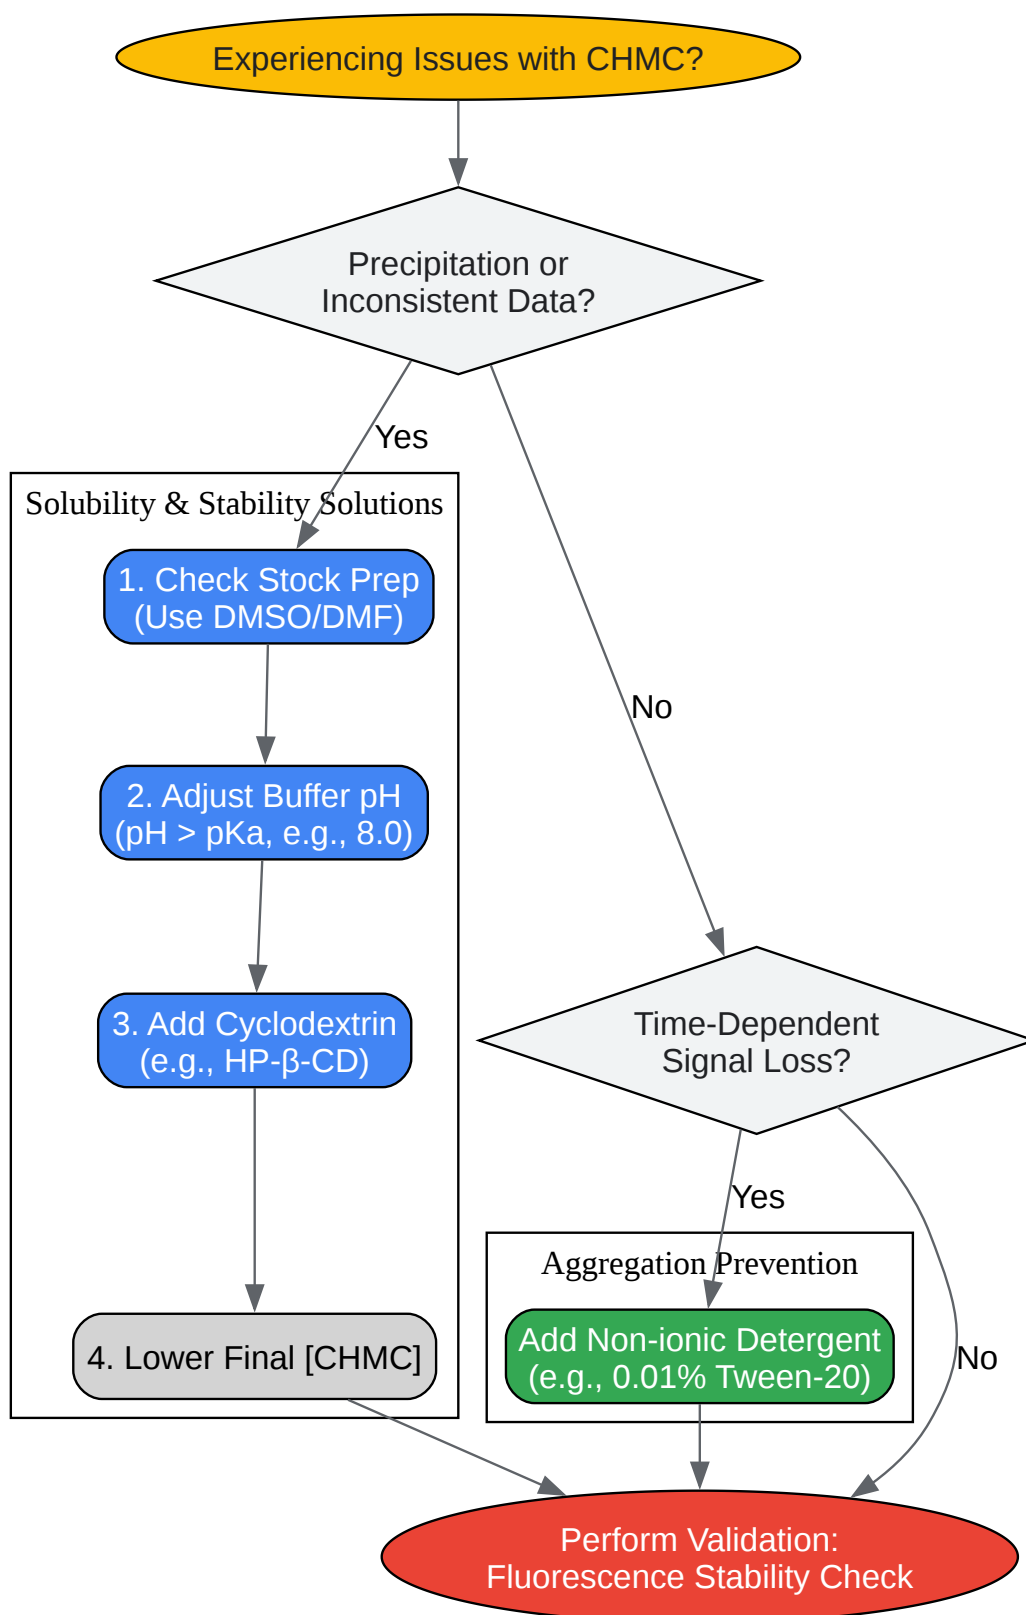 Experiencing Issues with CHMC?
Precipitation or
Inconsistent Data?
Yes
Solubility & Stability Solutions
1. Check Stock Prep
(Use DMSO/DMF)
No
2. Adjust Buffer pH
(pH > pKa, e.g., 8.0)
3. Add Cyclodextrin
(e.g., HP-β-CD)
Time-Dependent
Signal Loss?
Yes
Aggregation Prevention
Add Non-ionic Detergent
(e.g., 0.01% Tween-20)
No
4. Lower Final [CHMC]
Perform Validation:
Fluorescence Stability Check